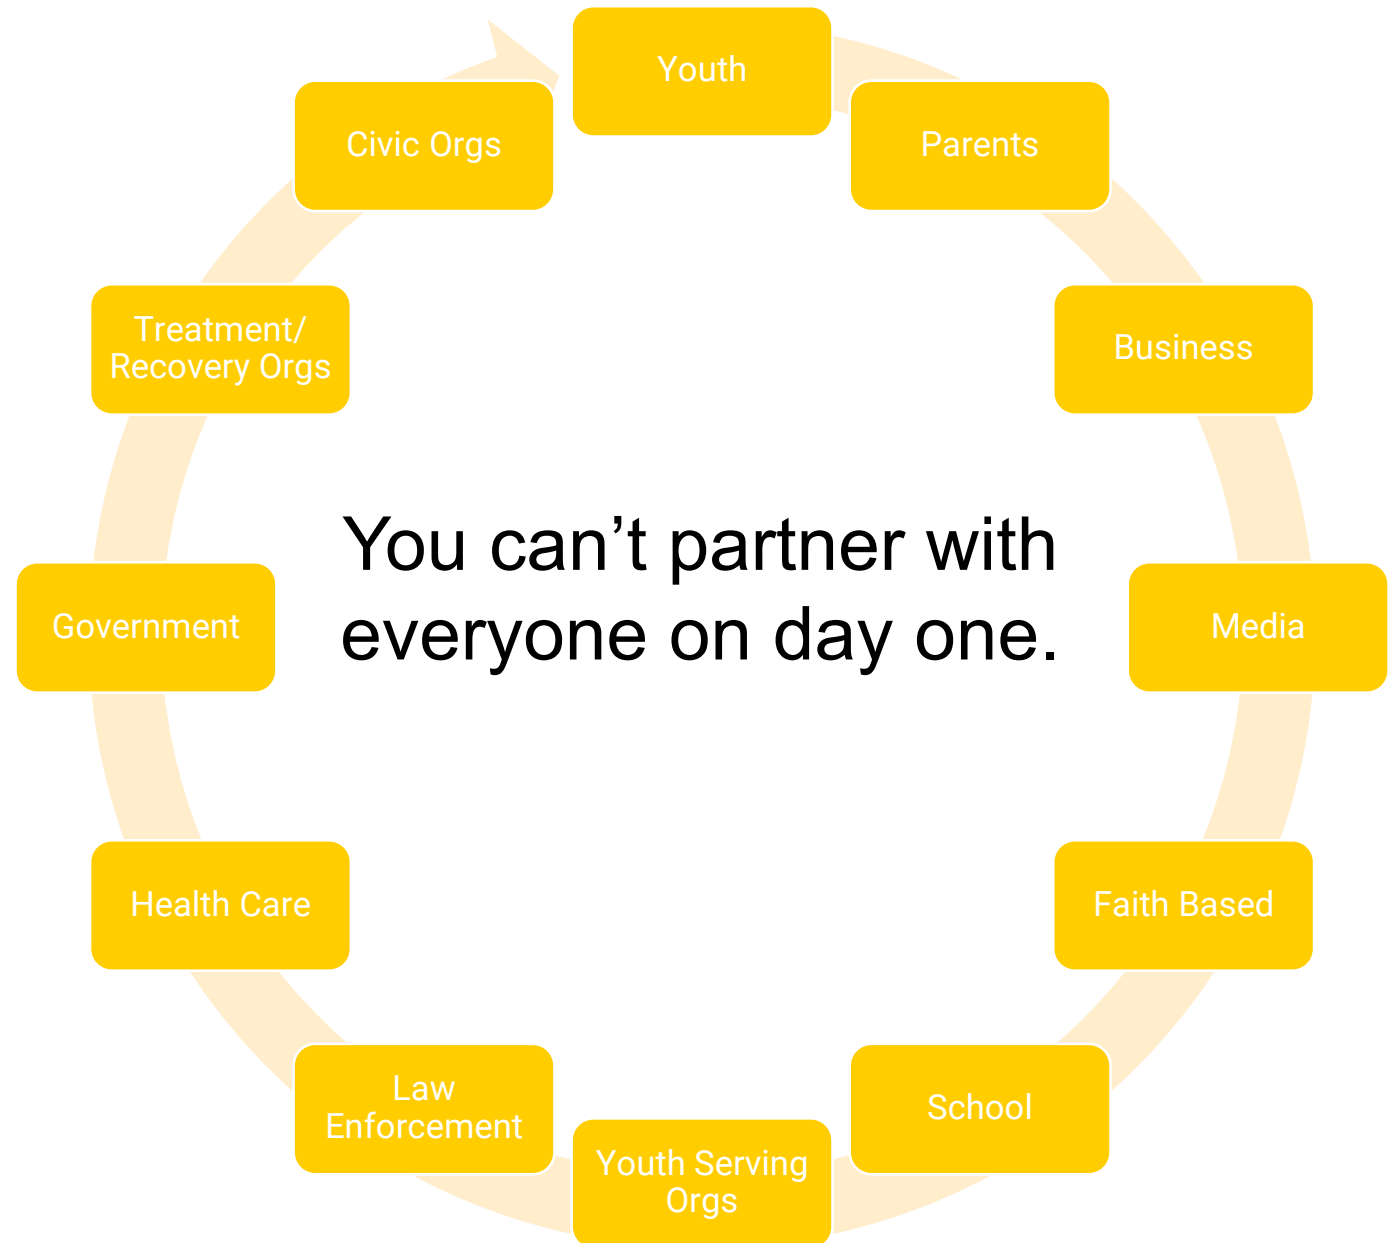 Youth
Parents
Business
Media
Faith Based
School
Youth Serving
Orgs
Law
Enforcement
Health Care
Government
Treatment/
Recovery Orgs
Civic Orgs
You can’t partner with
everyone on day one.